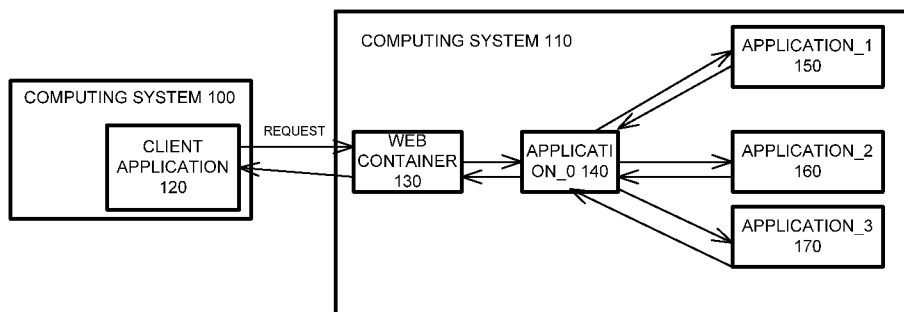 COMPUTING SYSTEM 110
APPLICATION_1
150
COMPUTING SYSTEM 100
CLIENT
APPLICATION
120
REQUEST
WEB
CONTAINER
130
APPLICATI
ON_0 140
APPLICATION_2
160
APPLICATION_3
170